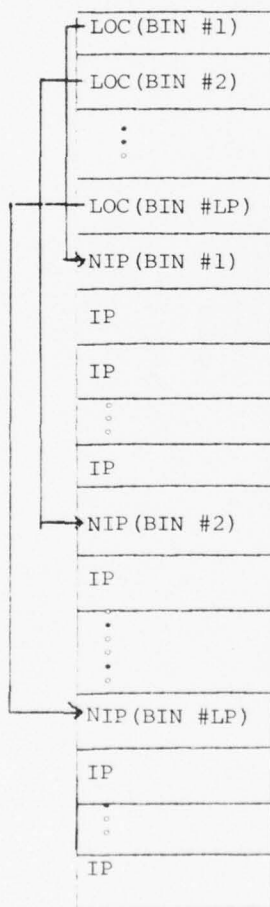 LOC(BIN #1)
LOC(BIN #2)
LOC(BIN #LP)
NIP(BIN #1)
IP
IP
IP
NIP(BIN #2)
IP
NIP(BIN #LP)
IP
IP